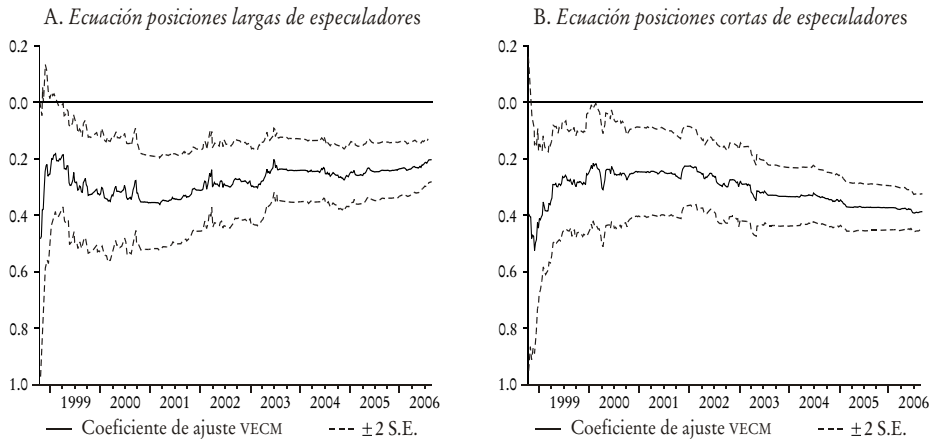 A. Ecuación posiciones largas de especuladores
0.2
0.0
0.2
0.4
0.6
0.8
1.0
1999 2000 2001 2002 2003 2004 2005 2006
Coeficiente de ajuste VECM ±2 S.E.
B. Ecuación posiciones cortas de especuladores
0.2
0.0
0.2
0.4
0.6
0.8
1.0
1999 2000 2001 2002 2003 2004 2005 2006
Coeficiente de ajuste VECM ±2 S.E.